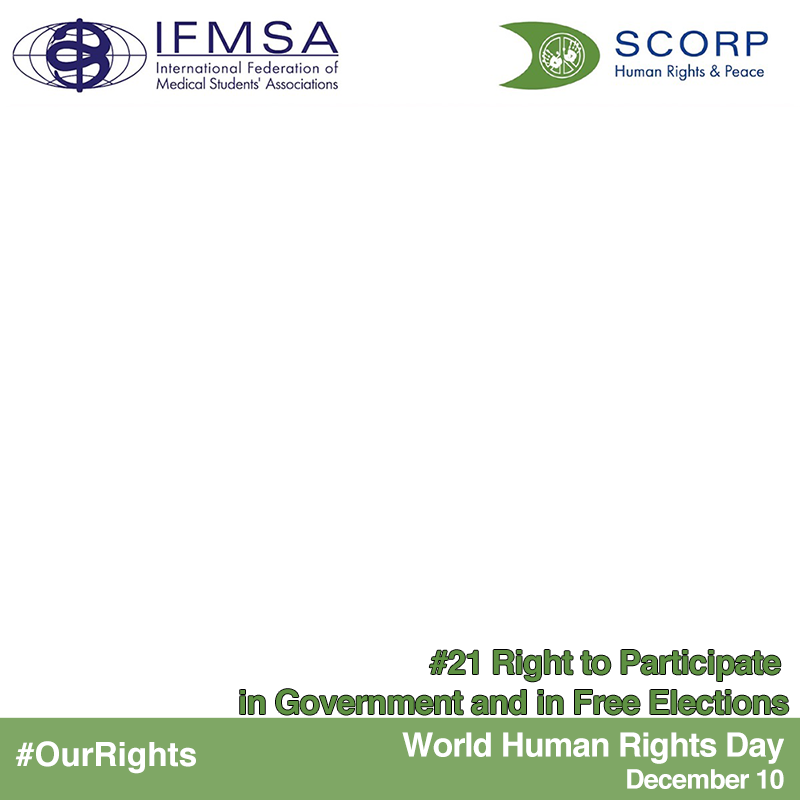 IFMSA
International Federation of
Medical Students' Associations
SCORP
Human Rights & Peace
#21 Right to Participate
in Government and in Free Elections
#OurRights
World Human Rights Day
December 10